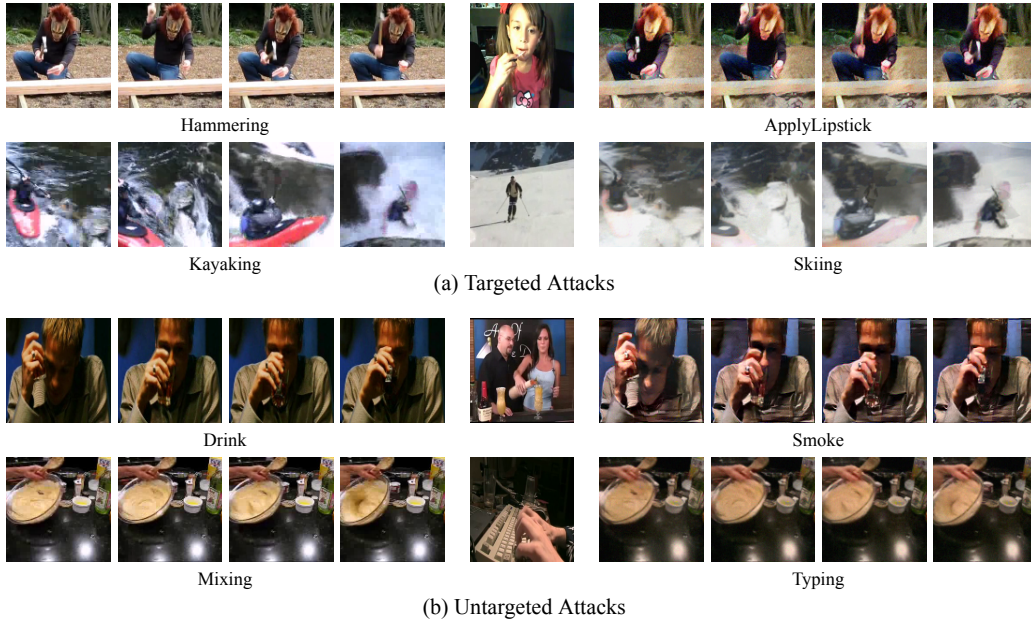 Hammering
ApplyLipstick
Kayaking
Skiing
(a) Targeted Attacks
Drink
Smoke
Mixing
Typing
(b) Untargeted Attacks